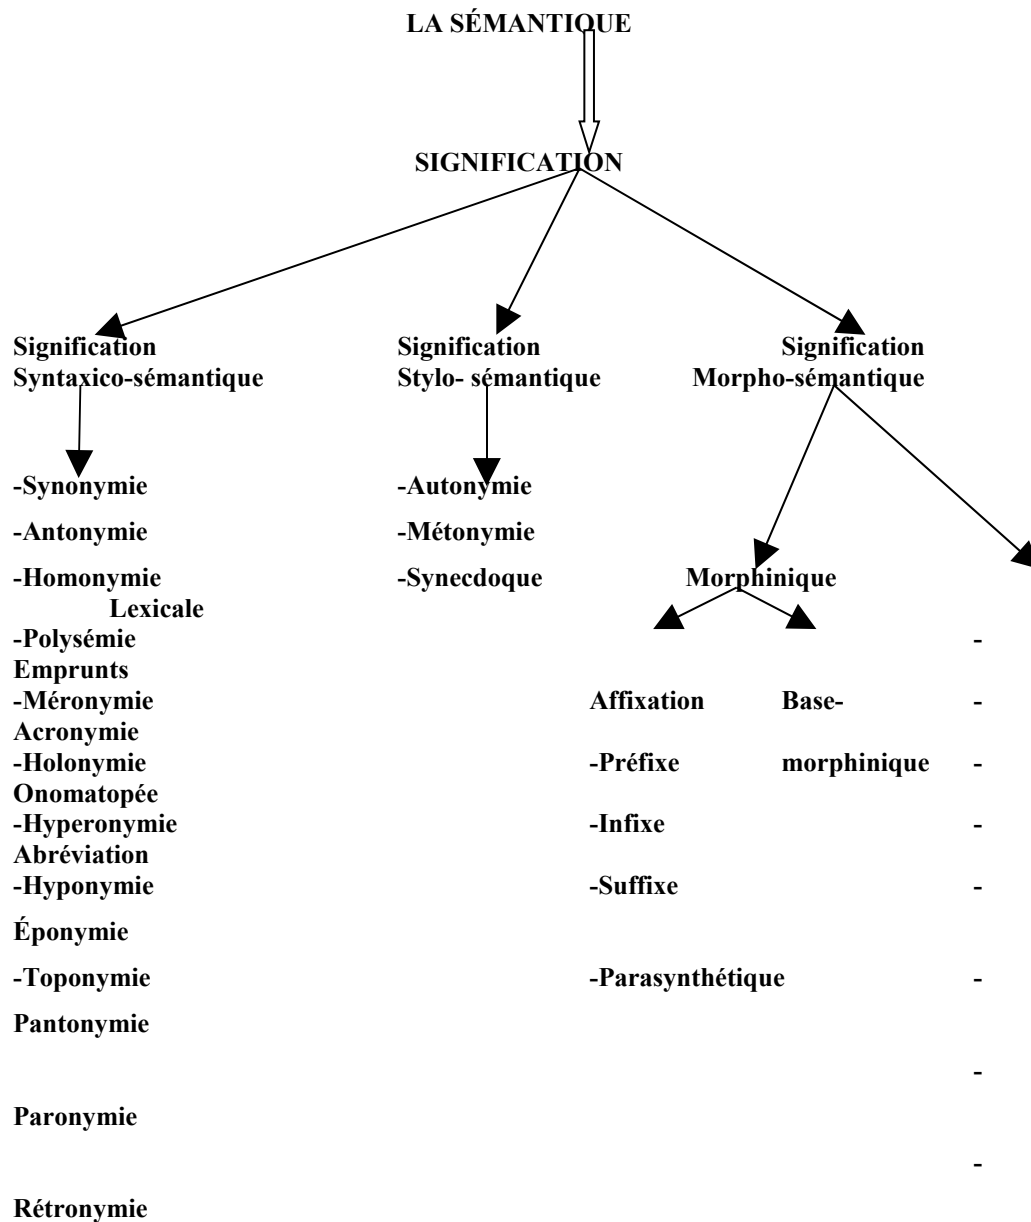 LA SÉMANTIQUE
SIGNIFICATION
Signification Signification Signification
Syntaxico-sémantique Stylo- sémantique Morpho-sémantique
-Synonymie -Autonymie
-Antonymie -Métonymie
-Homonymie -Synecdoque Morphinique
Lexicale
-Polysémie -
Emprunts
-Méronymie Affixation Base- -
Acronymie
-Holonymie -Préfixe morphinique -
Onomatopée
-Hyperonymie -Infixe -
Abréviation
-Hyponymie -Suffixe -
Éponymie
-Toponymie -Parasynthétique -
Pantonymie
-
Paronymie
-
Rétronymie